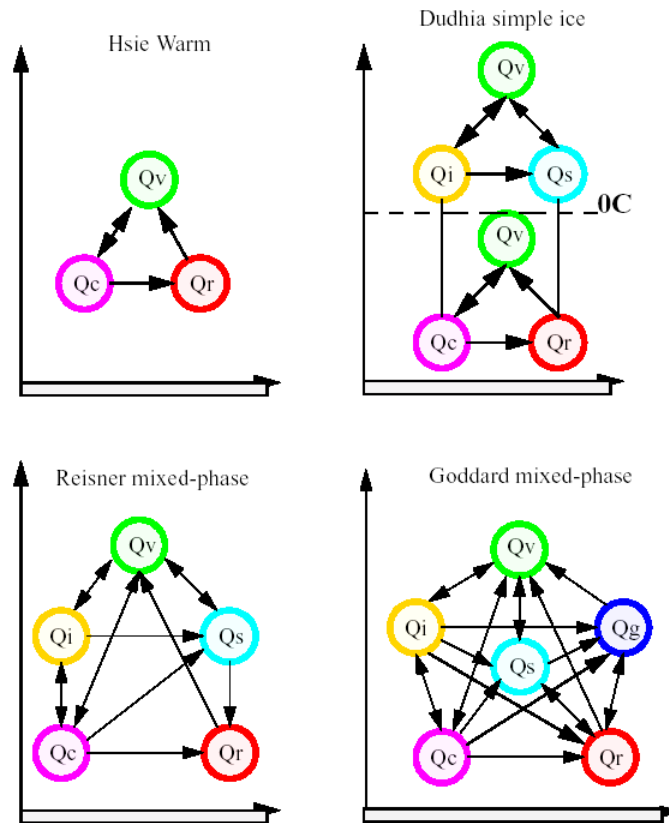 Hsie Warm
Qv
Qc
Qr
Dudhia simple ice
Qv
Qi
Qs
0C
Qv
Qc
Qr
Reisner mixed-phase
Qv
Qi
Qs
Qc
Qr
Goddard mixed-phase
Qv
Qi
Qg
Qs
Qc
Qr